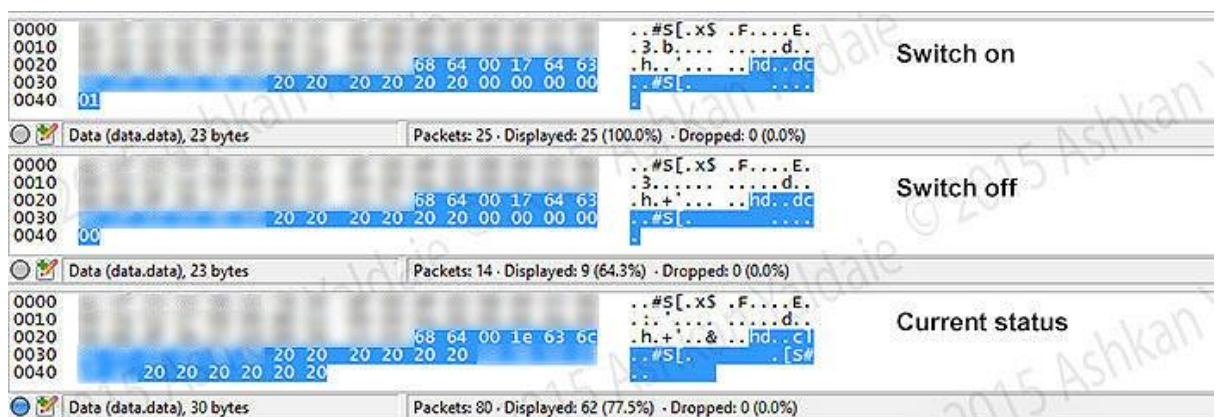 0000 ..#S[.x$ .F....E.
0010 .3.b.... .....d..
0020 68 64 00 17 64 63 .h..'... ..hd..dc
0030 20 20 20 20 20 20 00 00 00 00 ..#S[. ....
0040 01 .
Switch on
Data (data.data), 23 bytes Packets: 25 · Displayed: 25 (100.0%) · Dropped: 0 (0.0%)
0000 ..#S[.x$ .F....E.
0010 .3...... .....d..
0020 68 64 00 17 64 63 .h.+'... ..hd..dc
0030 20 20 20 20 20 20 00 00 00 00 ..#S[. ....
0040 00 .
Switch off
Data (data.data), 23 bytes Packets: 14 · Displayed: 9 (64.3%) · Dropped: 0 (0.0%)
0000 ..#S[.x$ .F....E.
0010 .:.'.... .....d..
0020 68 64 00 1e 63 6c .h.+'..& ..hd..cl
0030 20 20 20 20 20 20 ..#S[. .[S#
0040 20 20 20 20 20 20 ..
Current status
Data (data.data), 30 bytes Packets: 80 · Displayed: 62 (77.5%) · Dropped: 0 (0.0%)
© 2015 Ashkan Valdaie